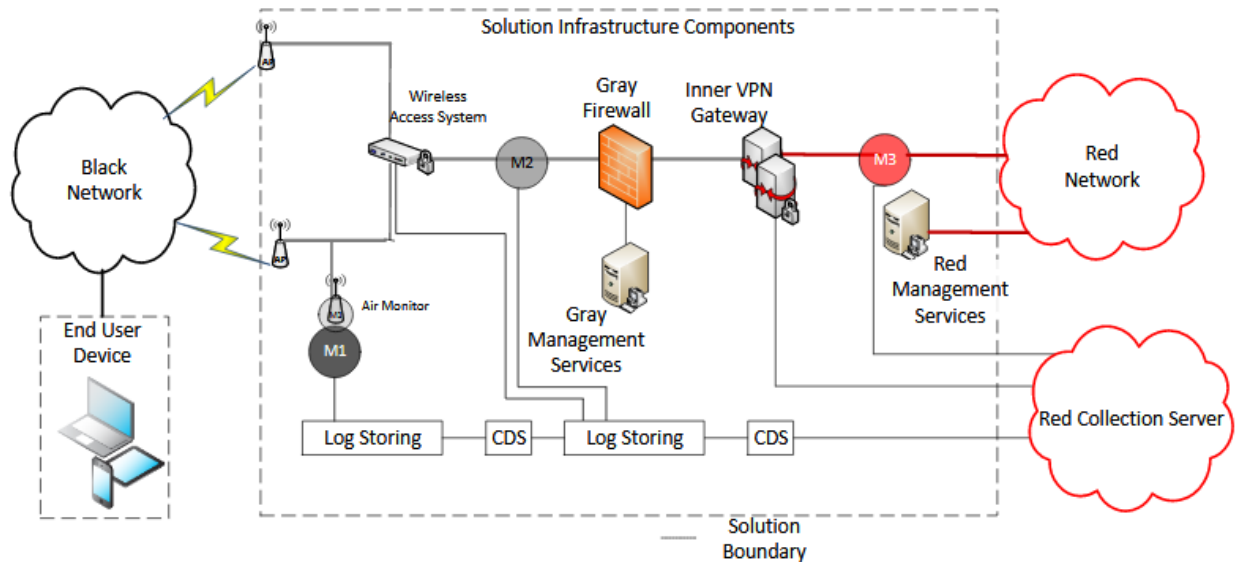 Solution Infrastructure Components
AP
Wireless
Access System
Gray
Firewall
Inner VPN
Gateway
M2
M3
Black
Network
Red
Network
AP
Air Monitor
M1
Gray
Management
Services
Red
Management
Services
End User
Device
Log Storing
CDS
Log Storing
CDS
Red Collection Server
Solution
Boundary